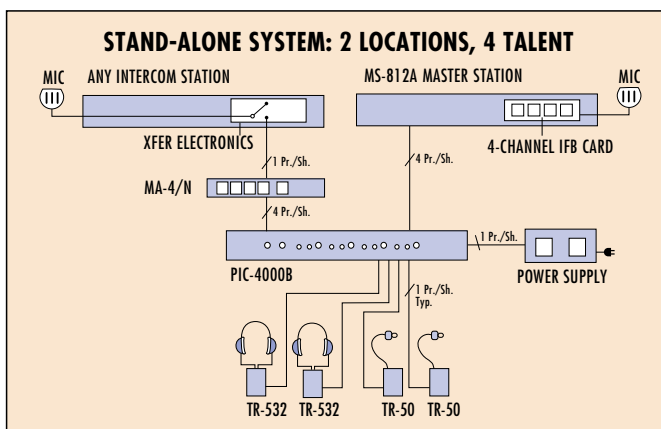 STAND-ALONE SYSTEM: 2 LOCATIONS, 4 TALENT
MIC
ANY INTERCOM STATION
MS-812A MASTER STATION
MIC
XFER ELECTRONICS
4-CHANNEL IFB CARD
1 Pr./Sh.
4 Pr./Sh.
MA-4/N
4 Pr./Sh.
1 Pr./Sh.
PIC-4000B
POWER SUPPLY
1 Pr./Sh.
Typ.
TR-532
TR-532
TR-50
TR-50